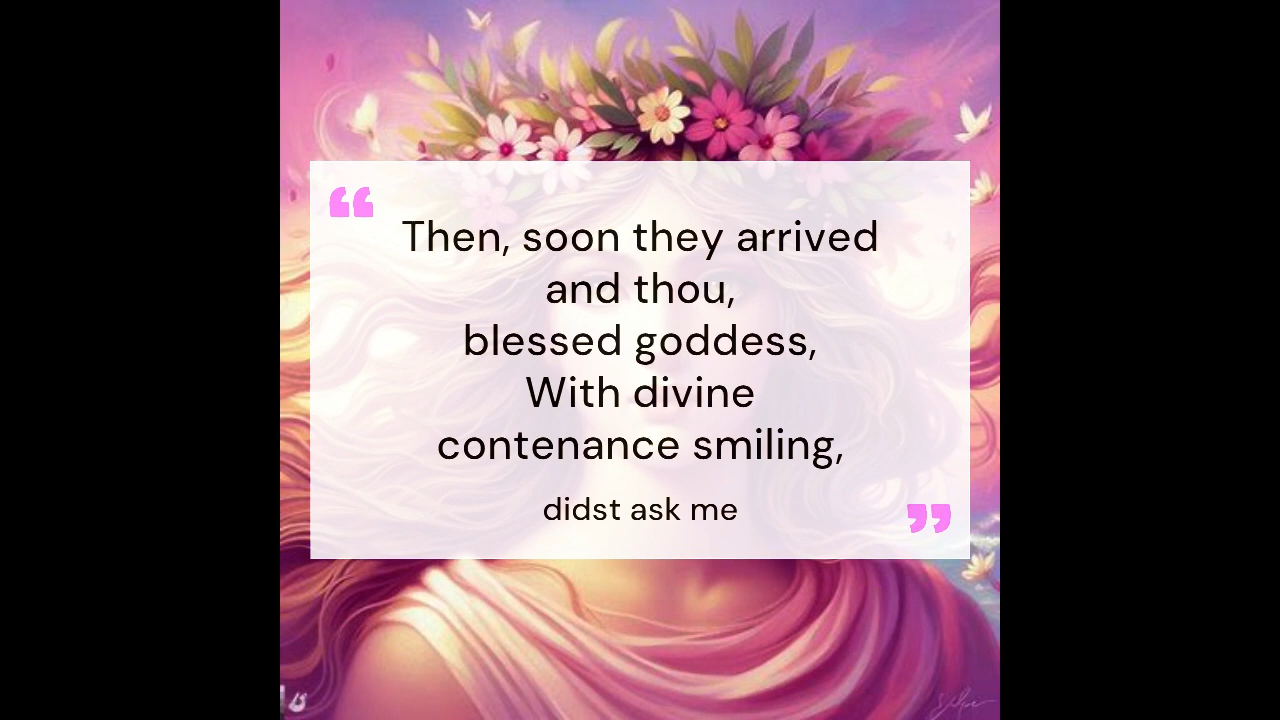 “
Then, soon they arrived
and thou,
blessed goddess,
With divine
contenance smiling,
didst ask me
”